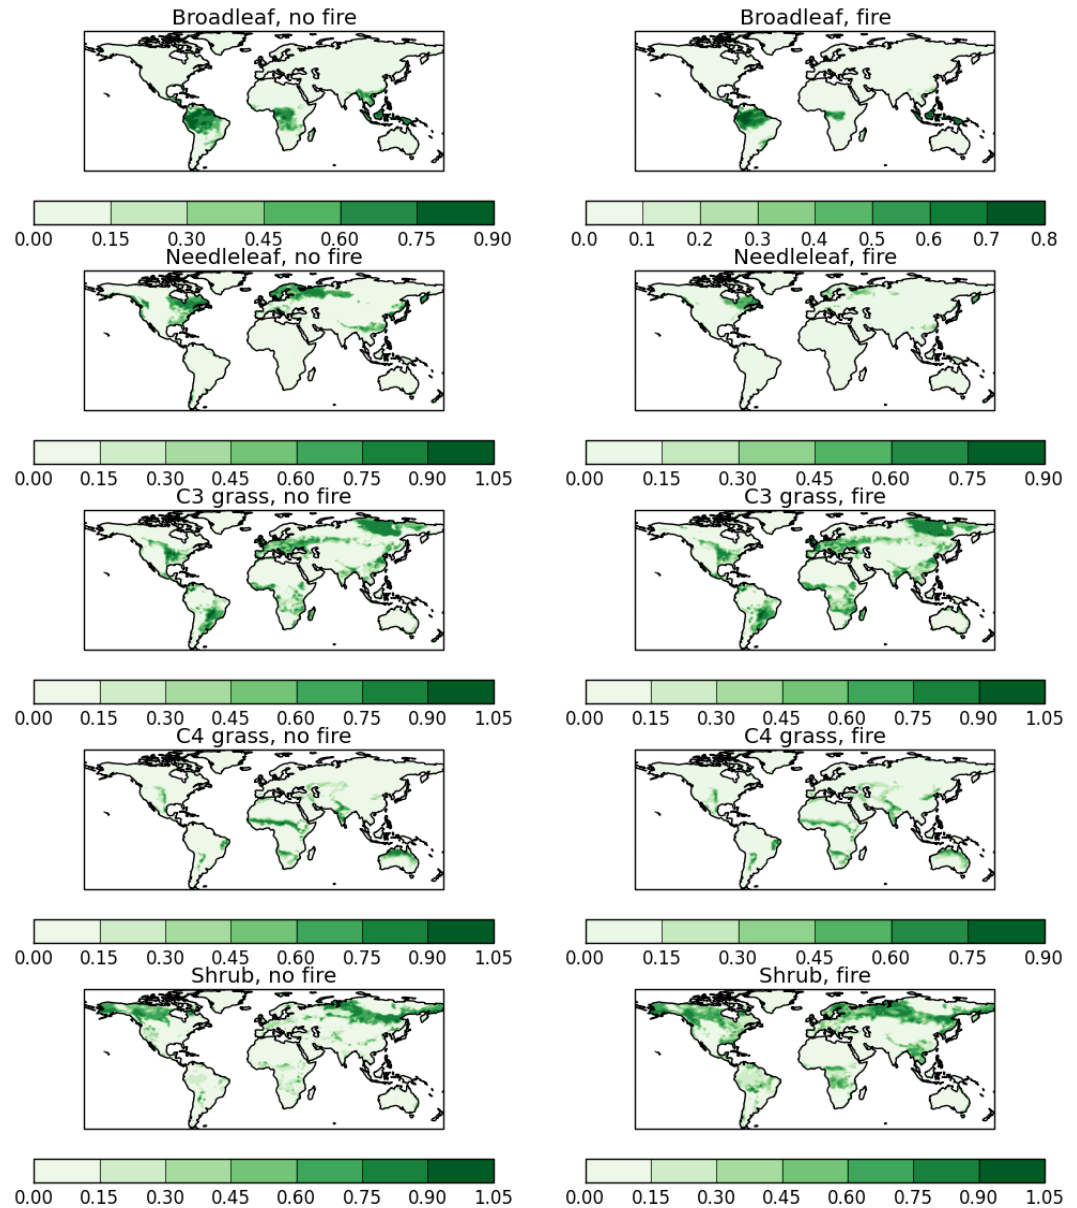 Broadleaf, no fire
Broadleaf, fire
0.00 0.15 0.30 0.45 0.60 0.75 0.90
0.0 0.1 0.2 0.3 0.4 0.5 0.6 0.7 0.8
Needleleaf, no fire
Needleleaf, fire
0.00 0.15 0.30 0.45 0.60 0.75 0.90 1.05
0.00 0.15 0.30 0.45 0.60 0.75 0.90
C3 grass, no fire
C3 grass, fire
0.00 0.15 0.30 0.45 0.60 0.75 0.90 1.05
0.00 0.15 0.30 0.45 0.60 0.75 0.90 1.05
C4 grass, no fire
C4 grass, fire
0.00 0.15 0.30 0.45 0.60 0.75 0.90 1.05
0.00 0.15 0.30 0.45 0.60 0.75 0.90
Shrub, no fire
Shrub, fire
0.00 0.15 0.30 0.45 0.60 0.75 0.90 1.05
0.00 0.15 0.30 0.45 0.60 0.75 0.90 1.05